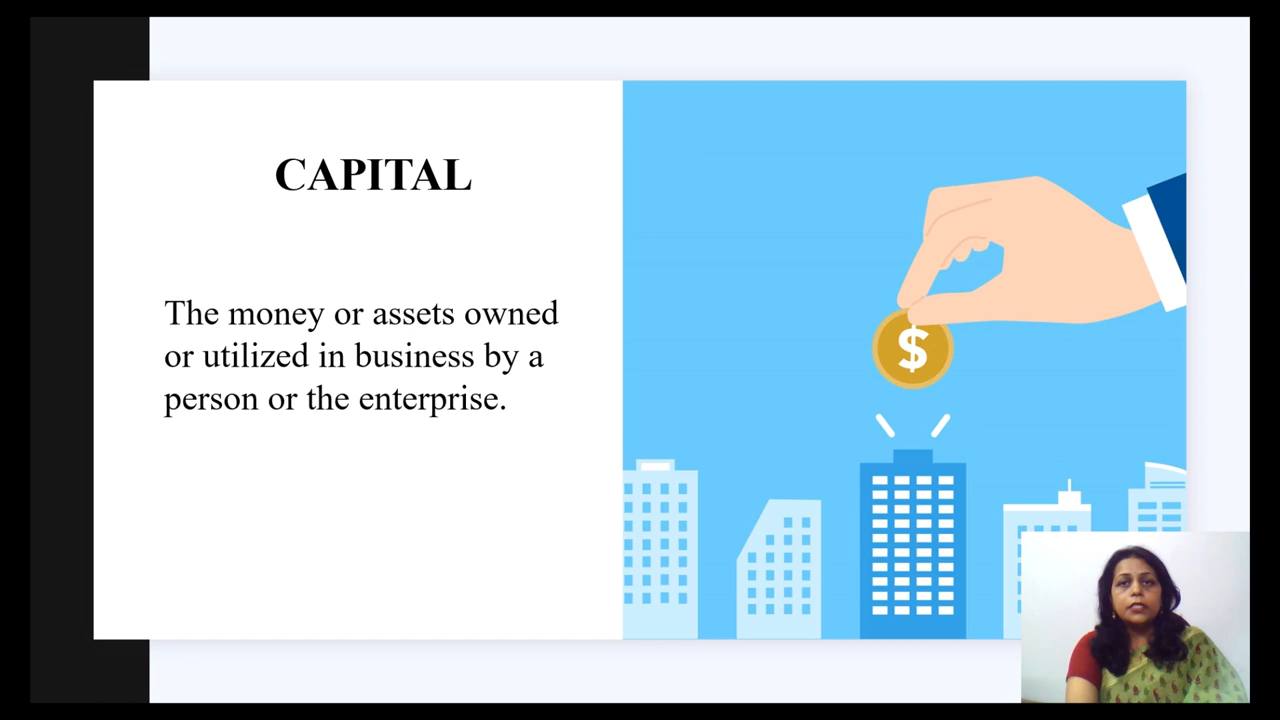 CAPITAL
The money or assets owned
or utilized in business by a
person or the enterprise.
$